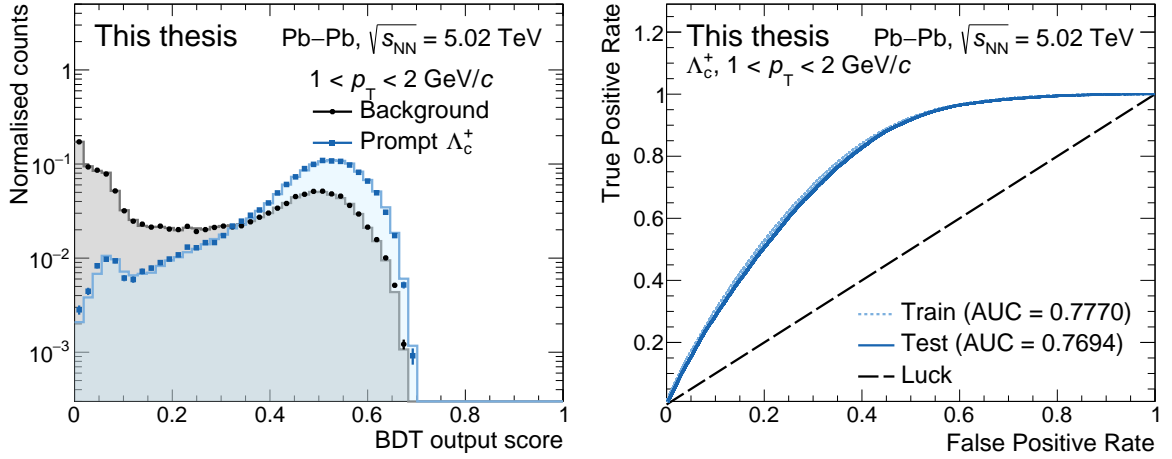 This thesis
Pb–Pb, √sNN = 5.02 TeV
1 < pT < 2 GeV/c
Background
Prompt Λc+
Normalised counts
1
10−1
10−2
10−3
0 0.2 0.4 0.6 0.8 1
BDT output score
This thesis
Pb–Pb, √sNN = 5.02 TeV
Λc+, 1 < pT < 2 GeV/c
True Positive Rate
1.2
1.0
0.8
0.6
0.4
0.2
Train (AUC = 0.7770)
Test (AUC = 0.7694)
Luck
0 0.2 0.4 0.6 0.8 1
False Positive Rate